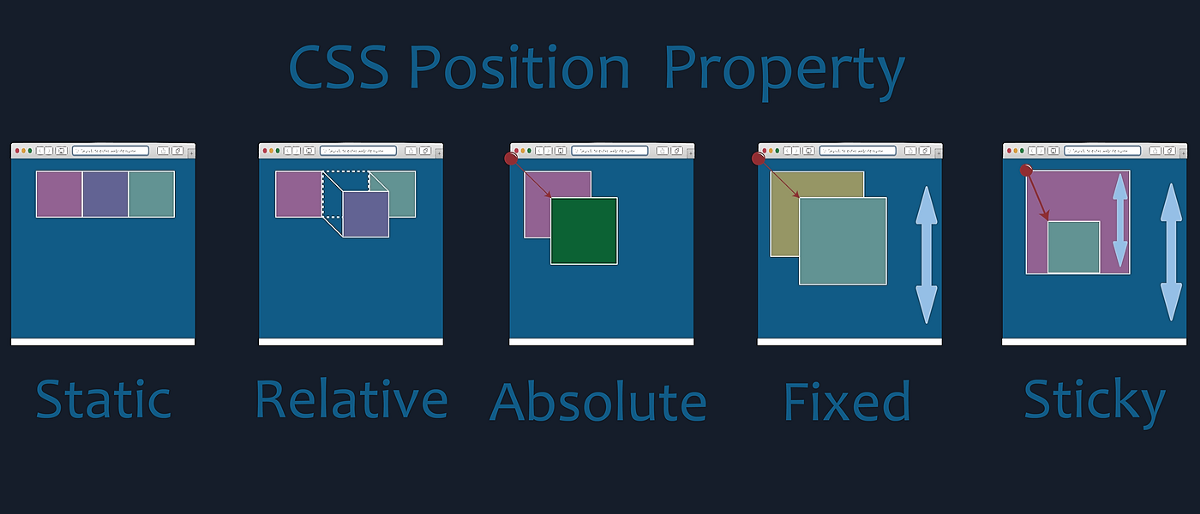 CSS Position Property
Static
Relative
Absolute
Fixed
Sticky